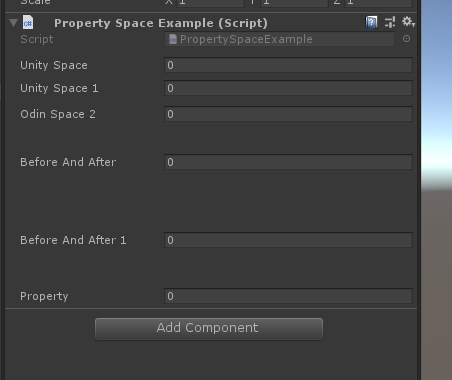 Scale X 1 Y 1 Z 1
Property Space Example (Script)
Script PropertySpaceExample
Unity Space 0
Unity Space 1 0
Odin Space 2 0
Before And After 0
Before And After 1 0
Property 0
Add Component